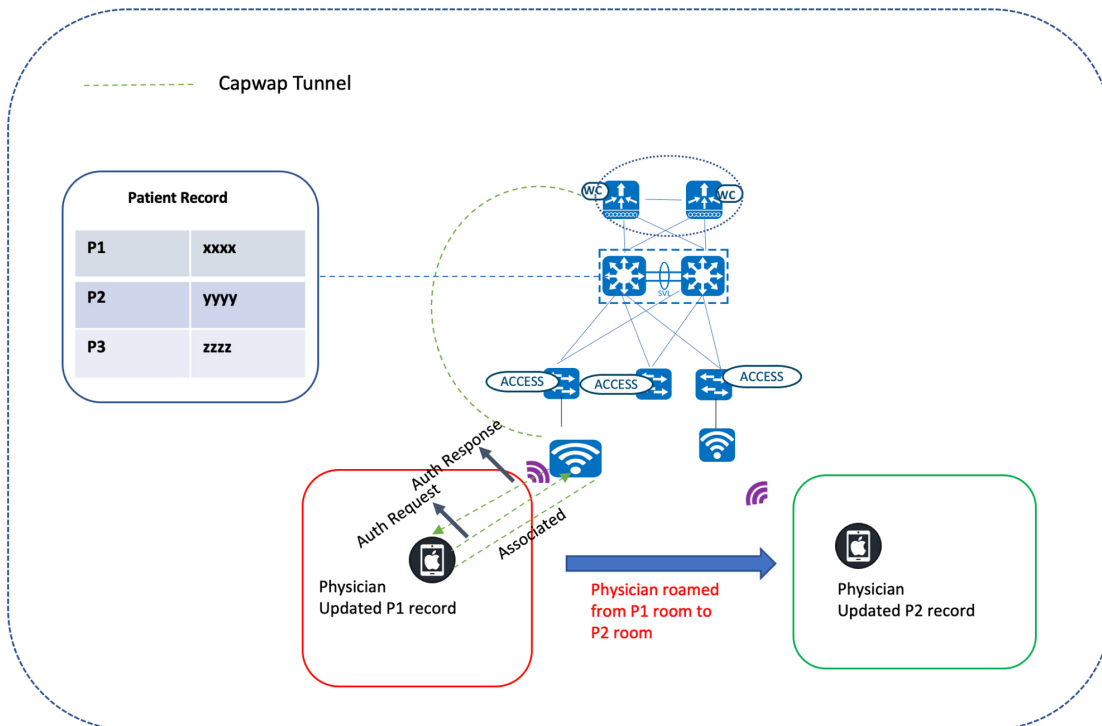 Capwap Tunnel
Patient Record
P1 xxxx
P2 yyyy
P3 zzzz
WC
WC
SVL
ACCESS
ACCESS
ACCESS
Auth Response
Auth Request
Associated
Physician
Updated P1 record
Physician roamed
from P1 room to
P2 room
Physician
Updated P2 record